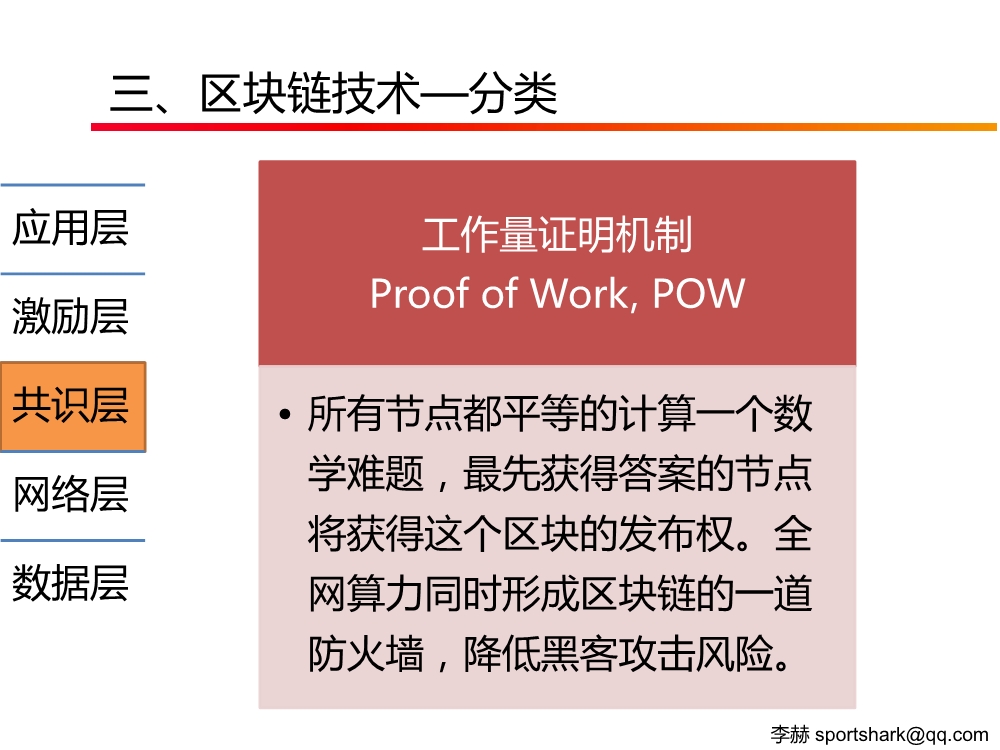 三、区块链技术—分类
应用层
激励层
共识层
网络层
数据层
工作量证明机制
Proof of Work, POW
• 所有节点都平等的计算一个数
学难题，最先获得答案的节点
将获得这个区块的发布权。全
网算力同时形成区块链的一道
防火墙，降低黑客攻击风险。
李赫 sportshark@qq.com